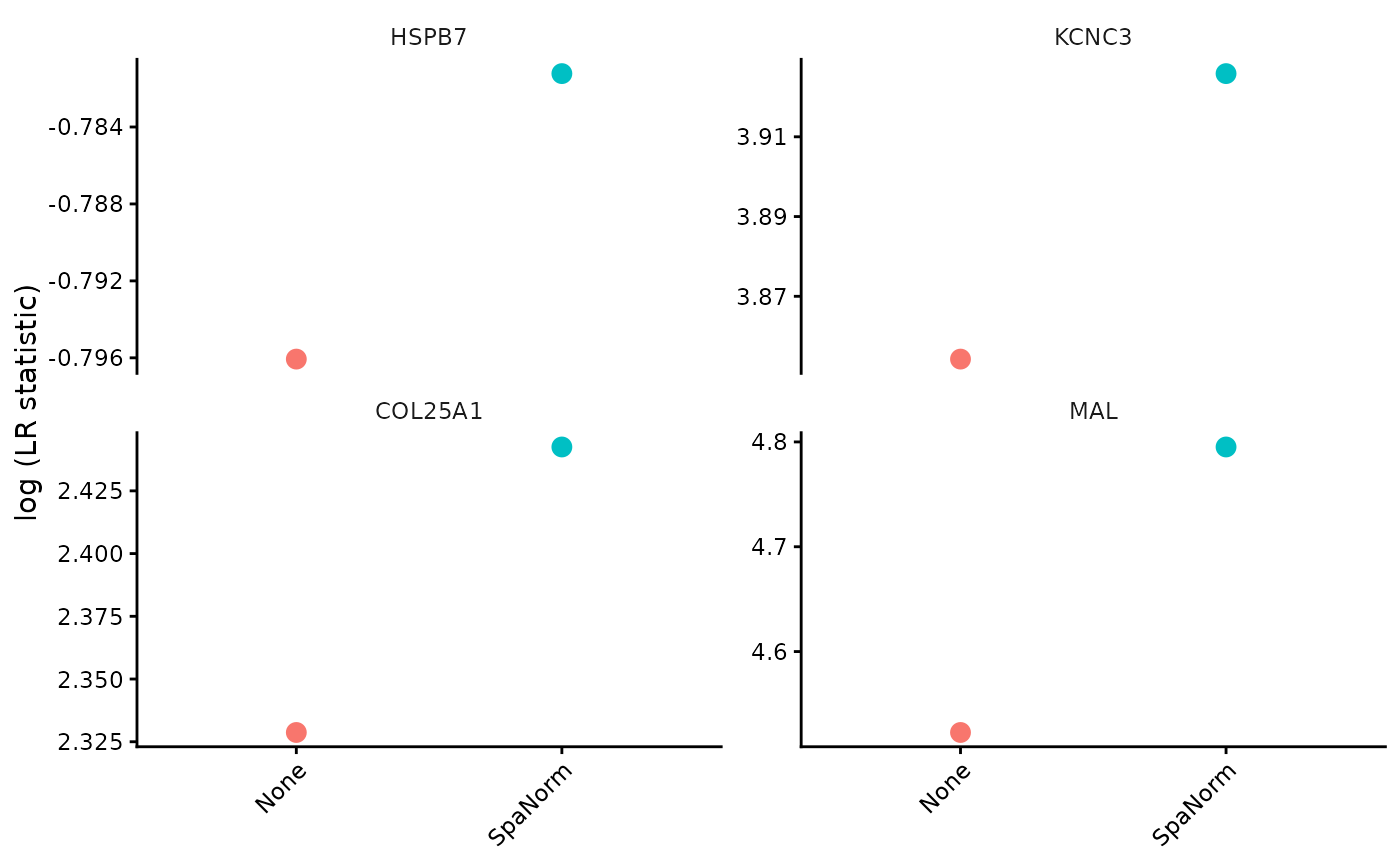 HSPB7
KCNC3
-0.784
-0.788
-0.792
-0.796
3.91
3.89
3.87
log (LR statistic)
COL25A1
MAL
2.425
2.400
2.375
2.350
2.325
4.8
4.7
4.6
None
SpaNorm
None
SpaNorm